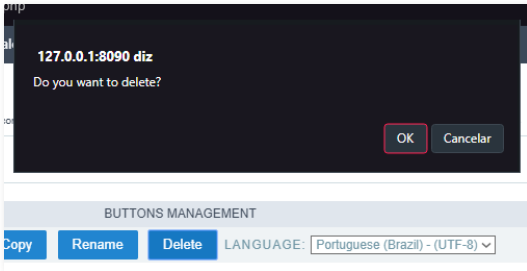 php
127.0.0.1:8090 diz
Do you want to delete?
OK Cancelar
BUTTONS MANAGEMENT
Copy Rename Delete LANGUAGE: Portuguese (Brazil) - (UTF-8)